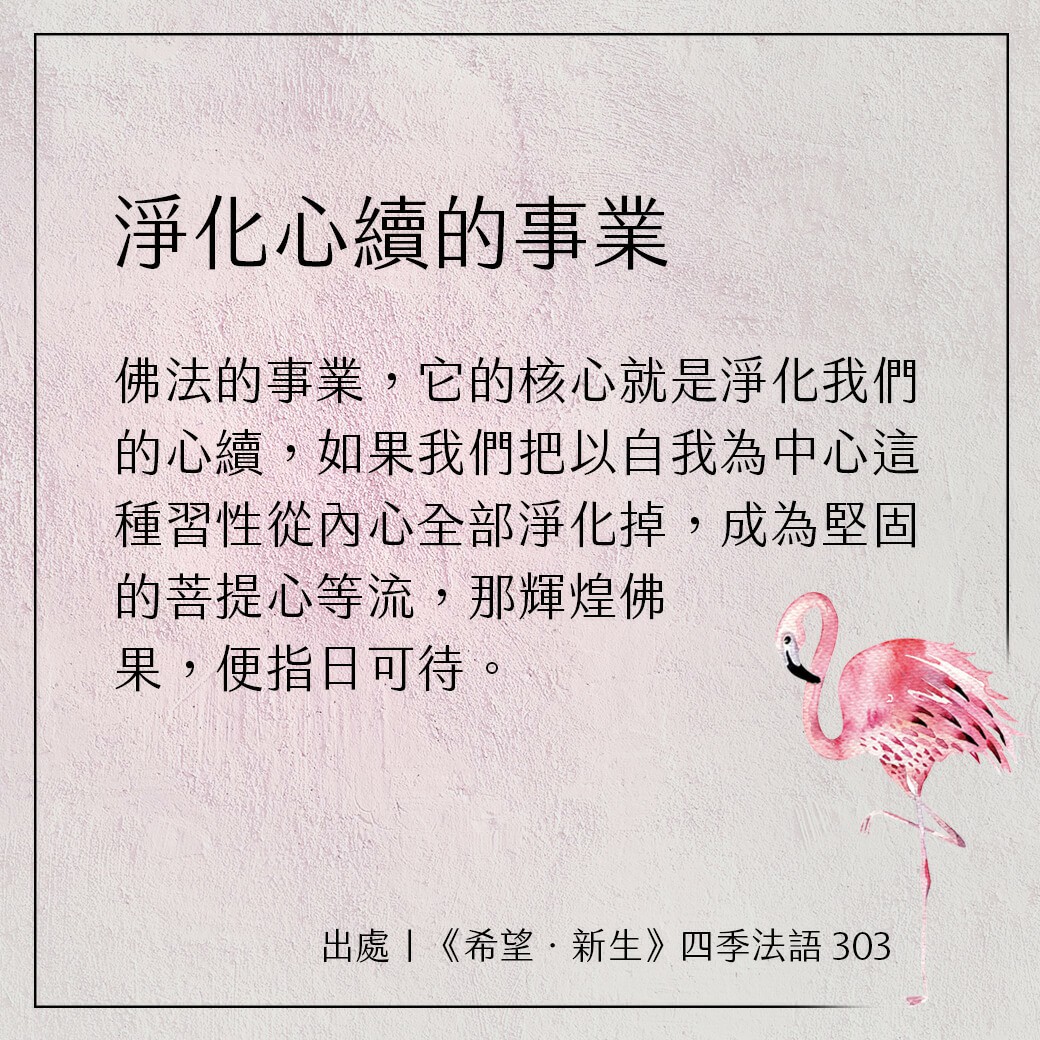 淨化心續的事業
佛法的事業，它的核心就是淨化我們
的心續，如果我們把以自我為中心這
種習性從內心全部淨化掉，成為堅固
的菩提心等流，那輝煌佛
果，便指日可待。
出處｜《希望．新生》四季法語 303